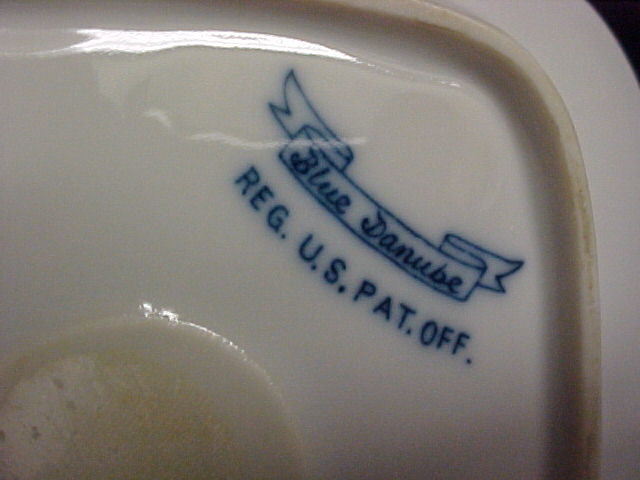 Blue Danube
REG. U.S. PAT. OFF.